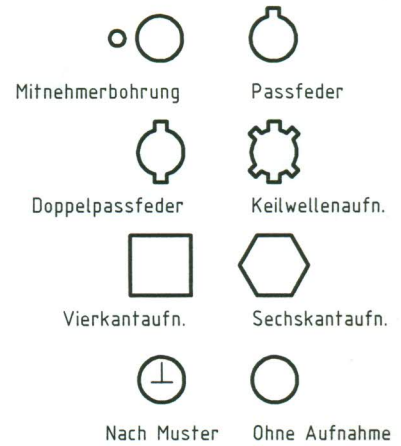 Mitnehmerbohrung Passfeder
Doppelpassfeder Keilwellenaufn.
Vierkantaufn. Sechskantaufn.
Nach Muster Ohne Aufnahme